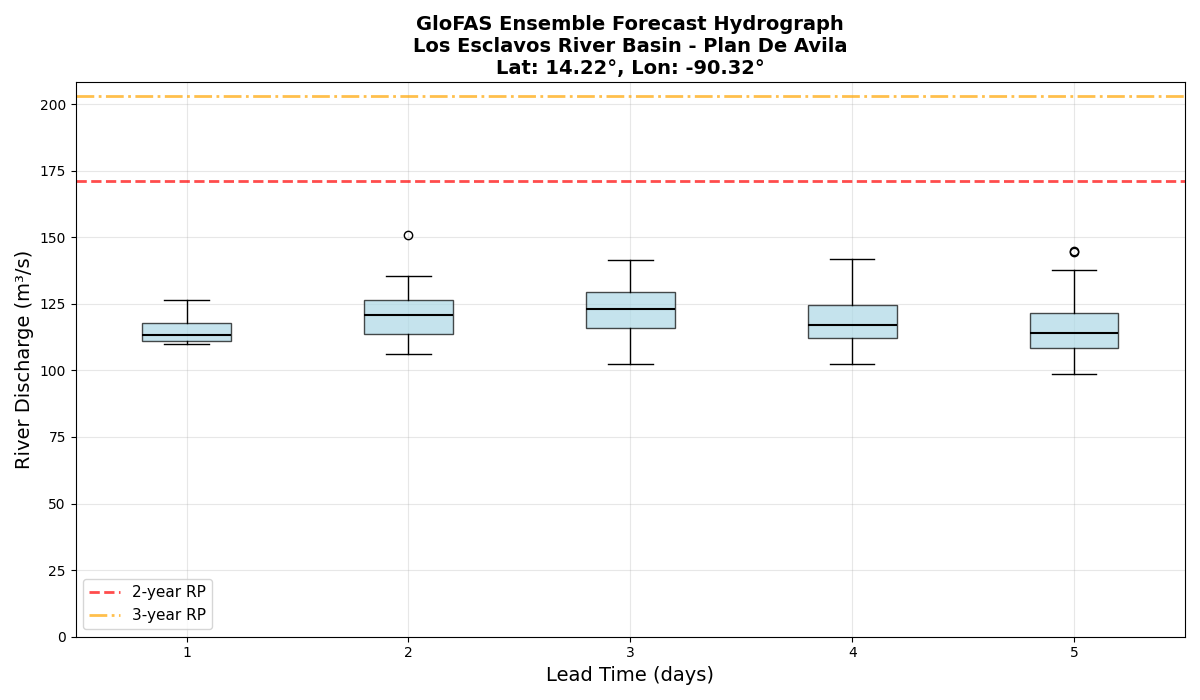 GloFAS Ensemble Forecast Hydrograph
Los Esclavos River Basin - Plan De Avila
Lat: 14.22°, Lon: -90.32°
River Discharge (m³/s)
200
175
150
125
100
75
50
25
0
2-year RP
3-year RP
1 2 3 4 5
Lead Time (days)